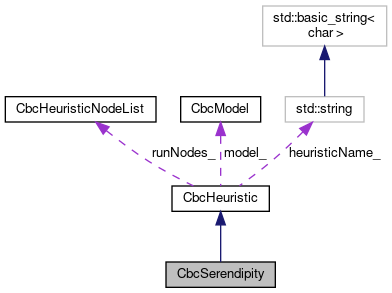 std::basic_string<
char >
CbcHeuristicNodeList
CbcModel
std::string
runNodes_
model_
heuristicName_
CbcHeuristic
CbcSerendipity